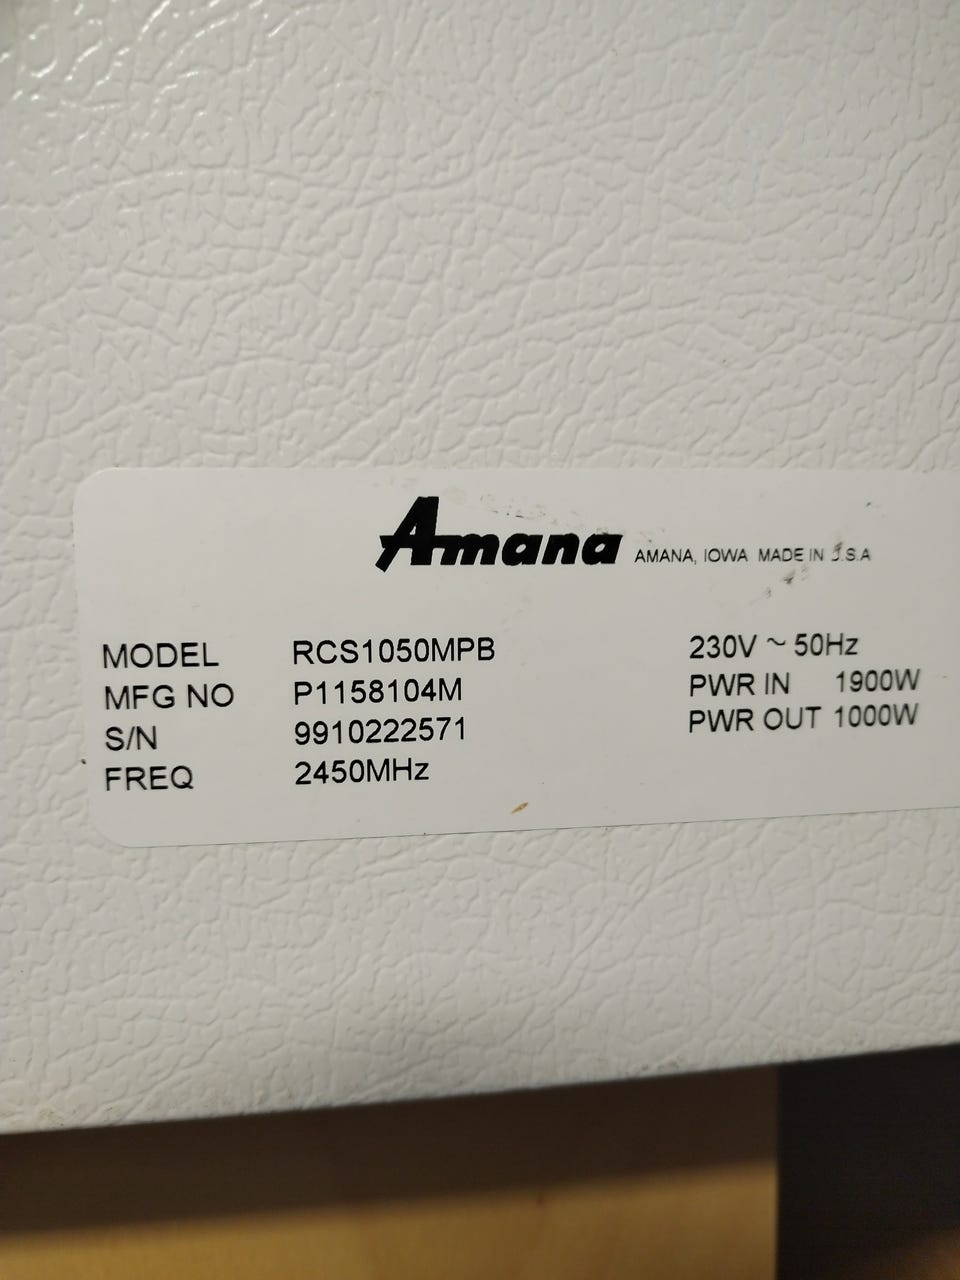 Amana AMANA, IOWA MADE IN U.S.A
MODEL RCS1050MPB 230V ~ 50Hz
MFG NO P1158104M PWR IN 1900W
S/N 9910222571 PWR OUT 1000W
FREQ 2450MHz